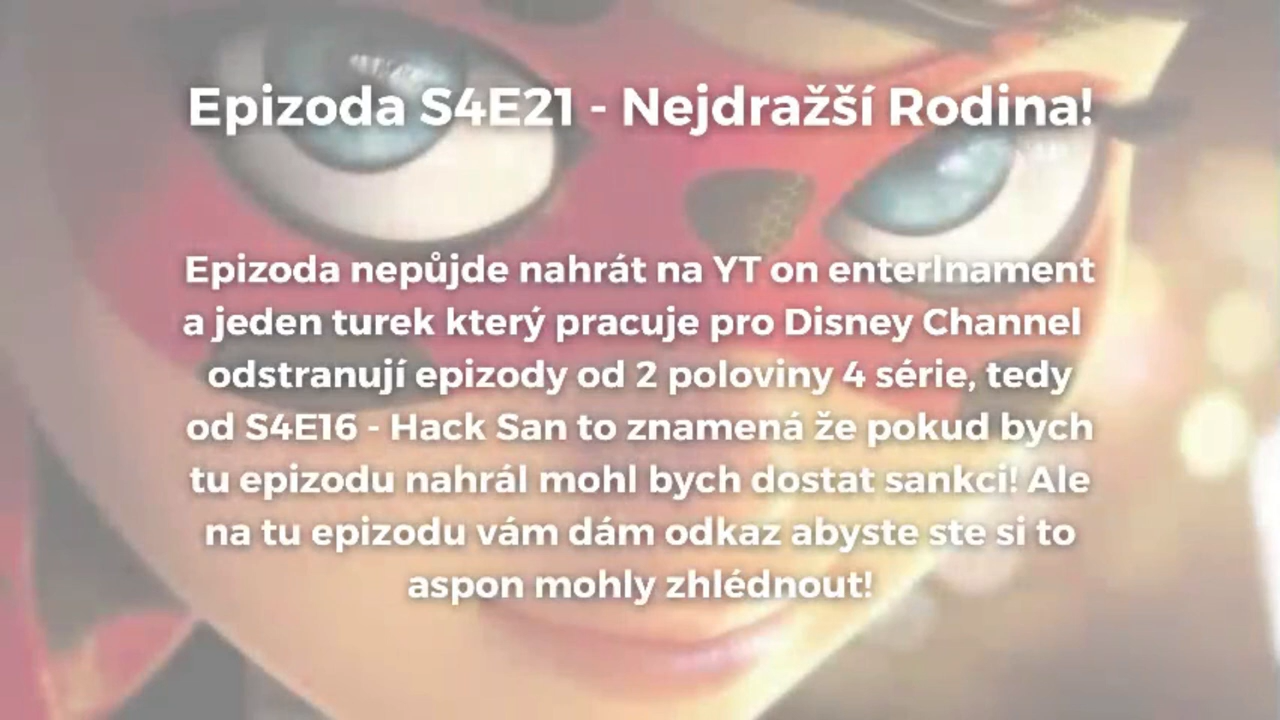 Epizoda S4E21 - Nejdražší Rodina!
Epizoda nepůjde nahrát na YT on enterlnament
a jeden turek který pracuje pro Disney Channel
odstranují epizody od 2 poloviny 4 série, tedy
od S4E16 - Hack San to znamená že pokud bych
tu epizodu nahrál mohl bych dostat sankci! Ale
na tu epizodu vám dám odkaz abyste ste si to
aspon mohly zhlédnout!